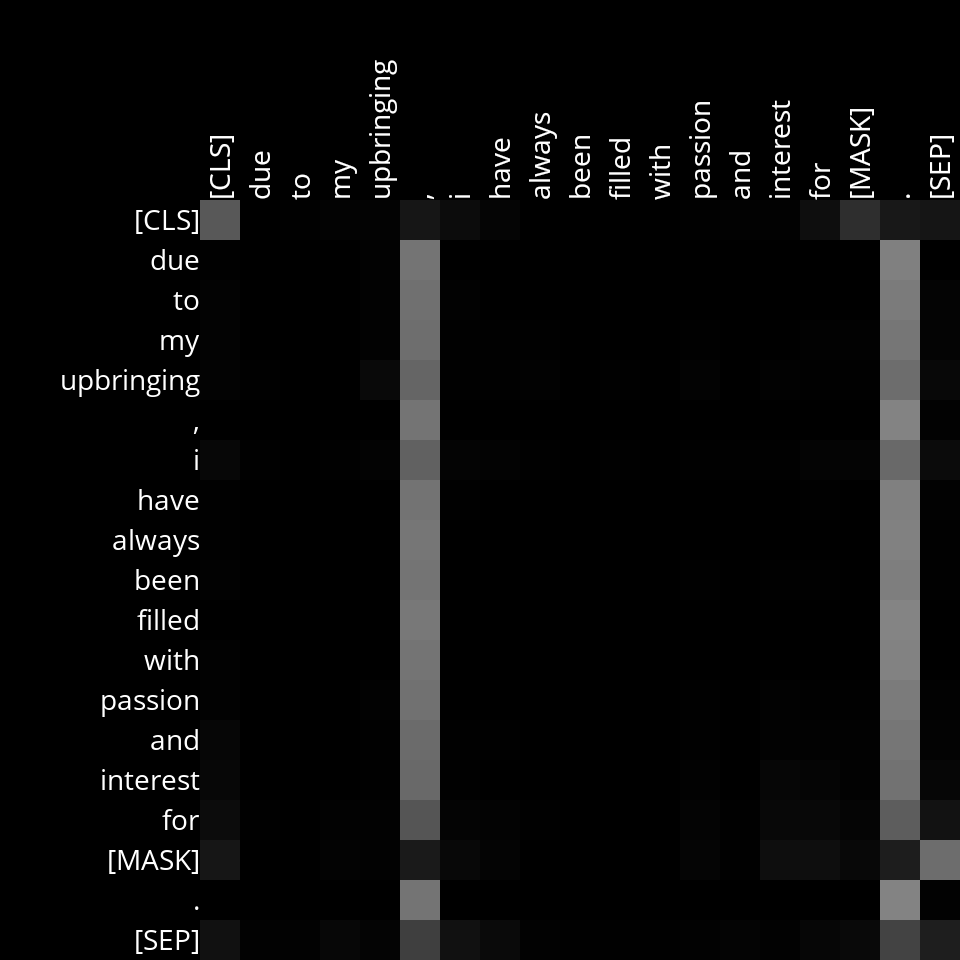 [CLS] due to my upbringing , i have always been filled with passion and interest for [MASK] . [SEP]
[CLS]
due
to
my
upbringing
,
i
have
always
been
filled
with
passion
and
interest
for
[MASK]
.
[SEP]